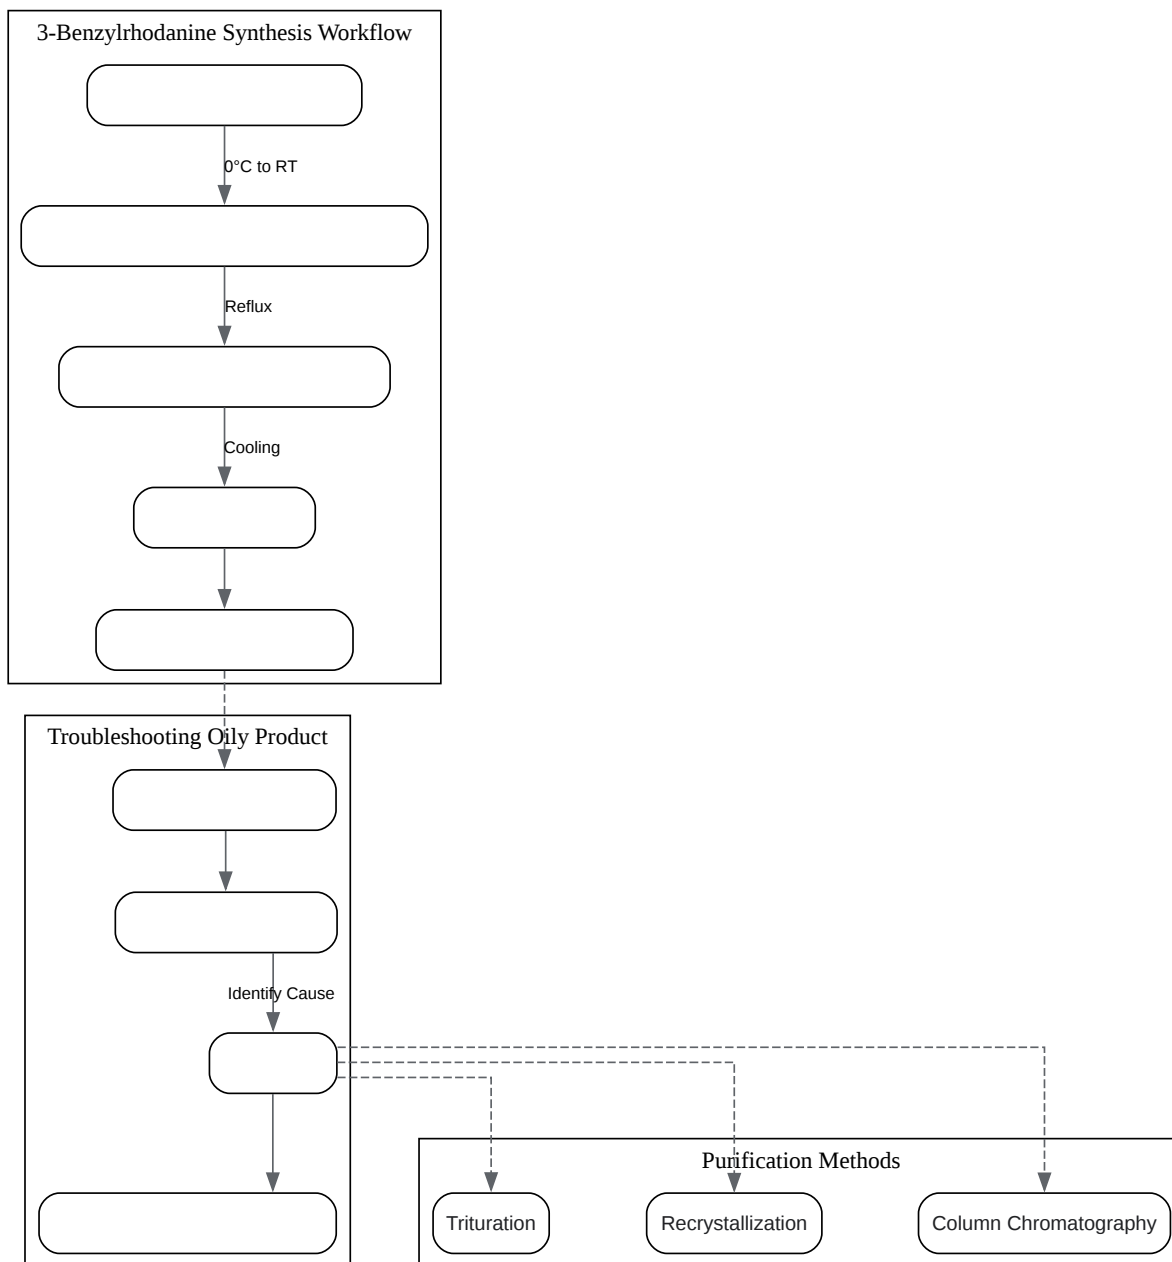 3-Benzylrhodanine Synthesis Workflow
0°C to RT
Reflux
Cooling
Troubleshooting Oily Product
Identify Cause
Purification Methods
Trituration
Recrystallization
Column Chromatography